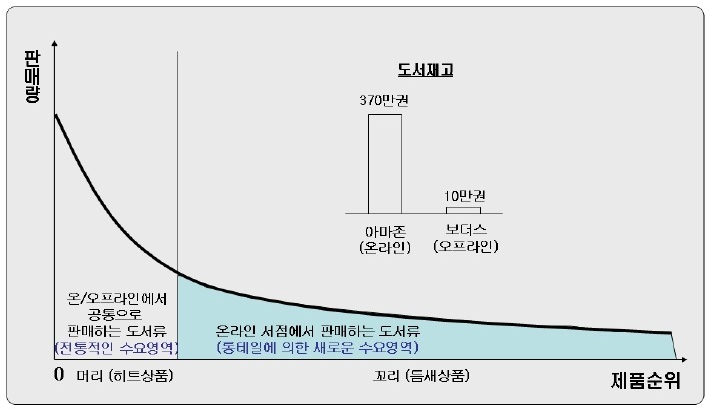 판매량
도서재고
370만권
10만권
아마존
(온라인)
보더스
(오프라인)
온/오프라인에서
공통으로
판매하는 도서류
(전통적인 수요영역)
온라인 서점에서 판매하는 도서류
(롱테일에 의한 새로운 수요영역)
0 머리 (히트상품)
꼬리 (틈새상품)
제품순위